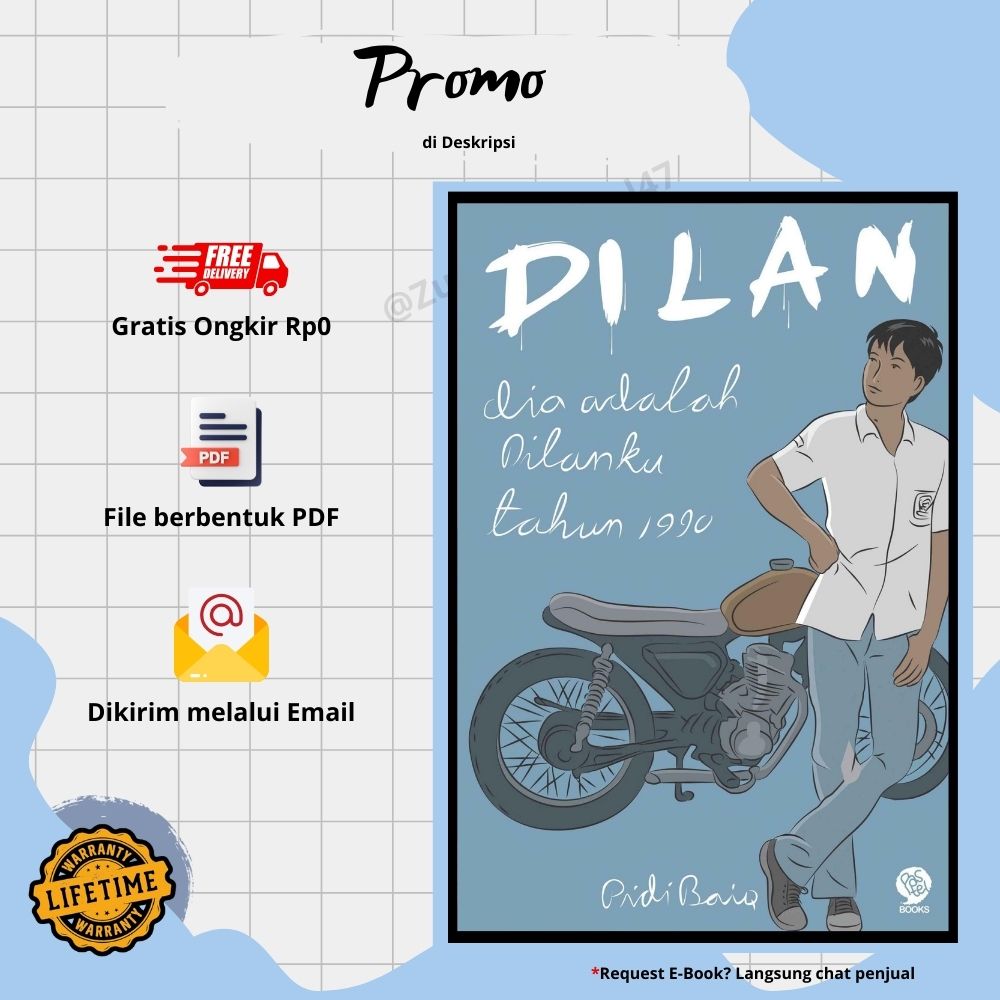 Promo
di Deskripsi
FREE
DELIVERY
Gratis Ongkir Rp0
PDF
File berbentuk PDF
@
Dikirim melalui Email
WARRANTY
LIFETIME
WARRANTY
DILAN
dia adalah
Dilanku
tahun 1990
Pidi Baiq
BOOKS
*Request E-Book? Langsung chat penjual